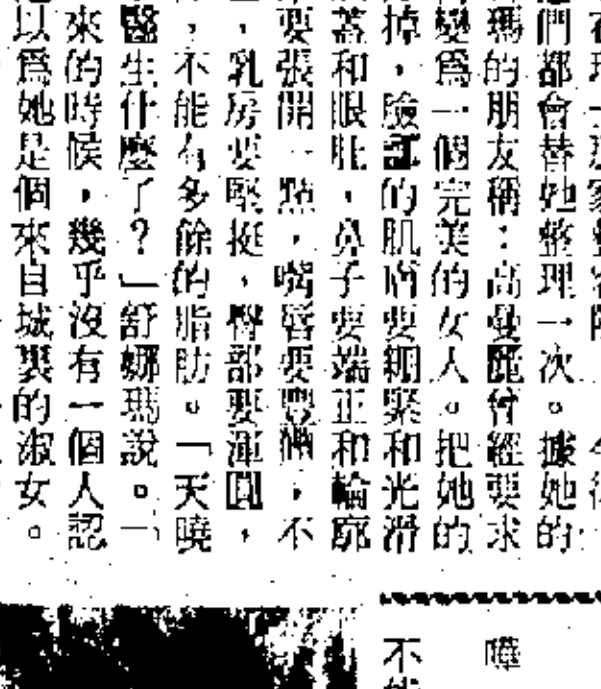 們都會替她整理一次。據她的
瑪的朋友稱:高曼麗曾經要求
變爲一個完美的女人。把她的
掉,臉部的肌膚要綳緊和光滑
蓋和眼肚,鼻子要端正和輪廓
要張開一點,嘴唇要豐滿,不
,乳房要堅挺,臀部要渾圓,
,不能有多餘的脂肪。「天曉
醫生什麼了?」舒娜瑪說。「
來的時候,幾乎沒有一個人認
以爲她是個來自城裏的淑女。
嘩
不